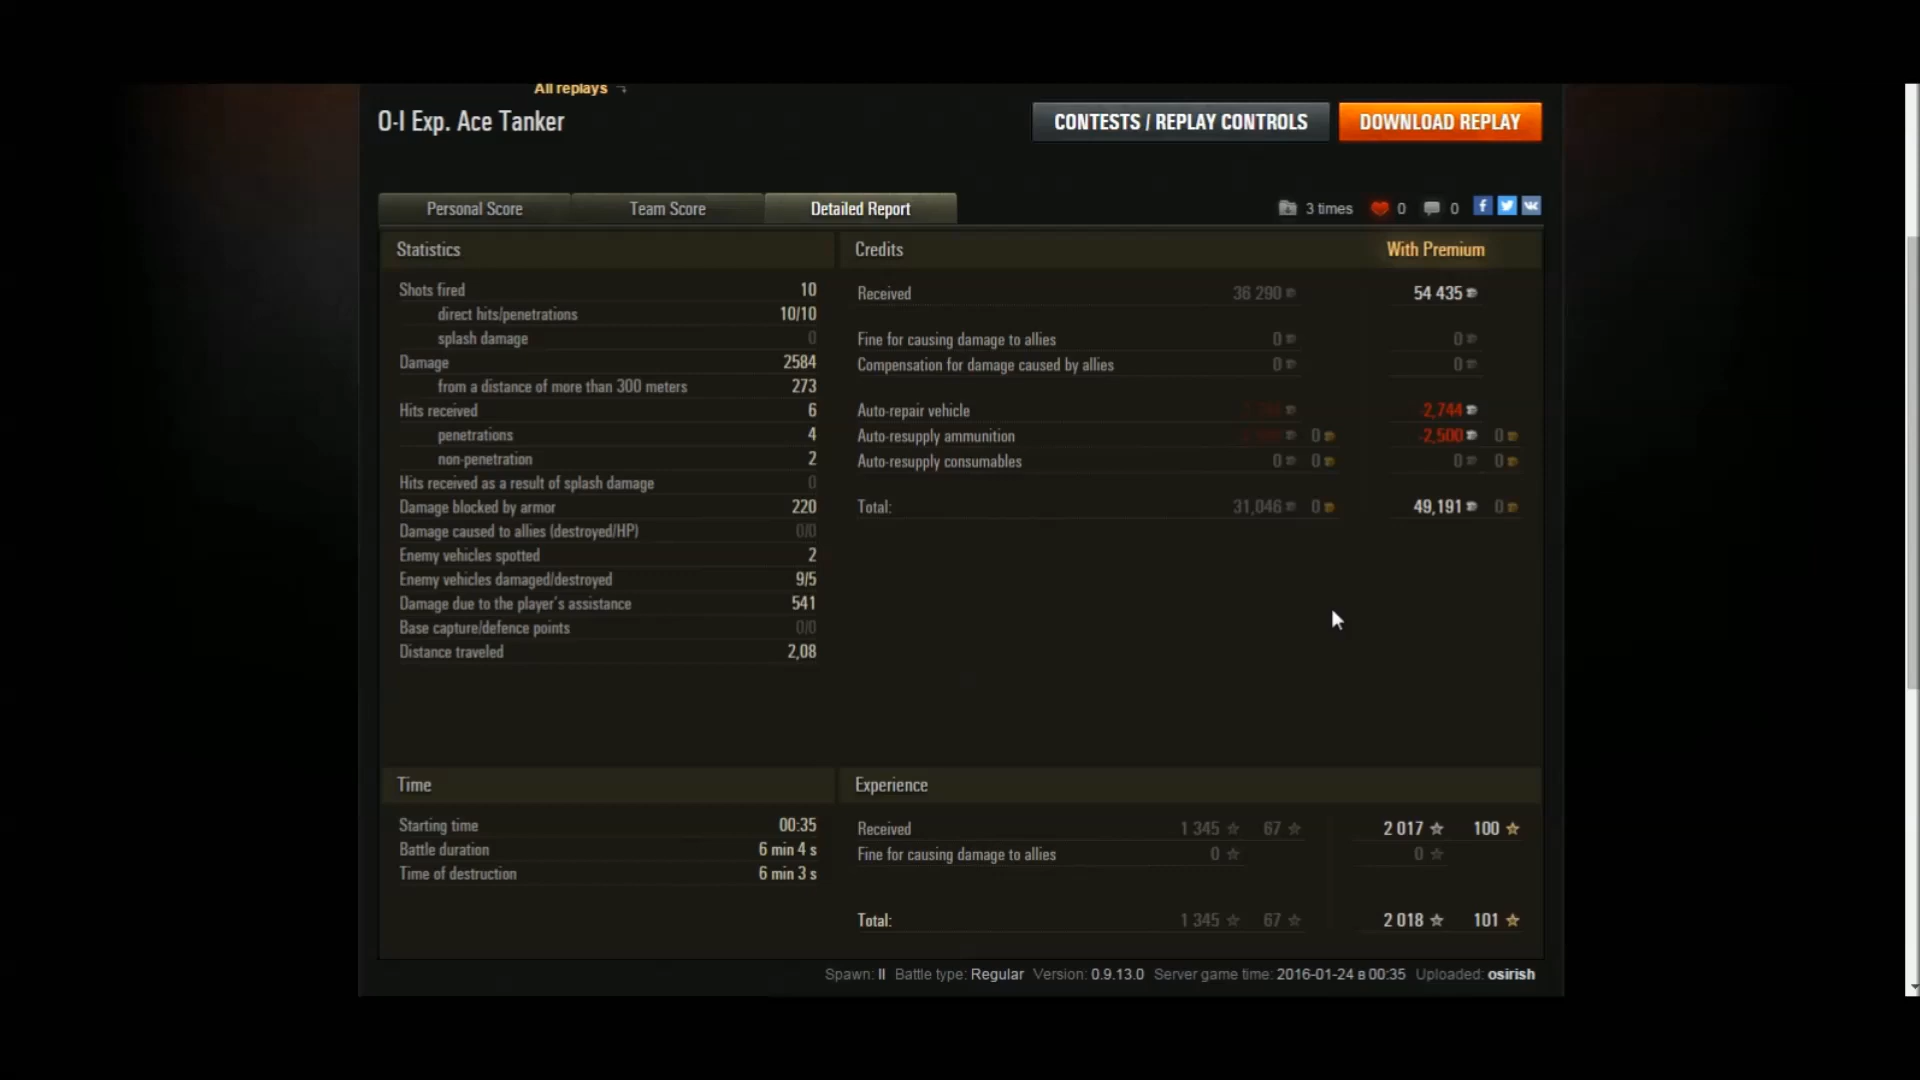 All replays
O-I Exp. Ace Tanker
CONTESTS / REPLAY CONTROLS
DOWNLOAD REPLAY
Personal Score Team Score Detailed Report
3 times 0 0
Statistics
Shots fired 10
direct hits/penetrations 10/10
splash damage 0
Damage 2584
from a distance of more than 300 meters 273
Hits received 6
penetrations 4
non-penetration 2
Hits received as a result of splash damage 0
Damage blocked by armor 220
Damage caused to allies (destroyed/HP) 0/0
Enemy vehicles spotted 2
Enemy vehicles damaged/destroyed 9/5
Damage due to the player's assistance 541
Base capture/defence points 0/0
Distance traveled 2,08
Credits With Premium
Received 36 290 54 435
Fine for causing damage to allies 0 0
Compensation for damage caused by allies 0 0
Auto-repair vehicle -2,744
Auto-resupply ammunition 0 -2,500 0
Auto-resupply consumables 0 0 0 0
Total: 31,046 0 49,191 0
Time
Starting time 00:35
Battle duration 6 min 4 s
Time of destruction 6 min 3 s
Experience
Received 1 345 67 2 017 100
Fine for causing damage to allies 0 0
Total: 1 345 67 2 018 101
Spawn: II Battle type: Regular Version: 0.9.13.0 Server game time: 2016-01-24 в 00:35 Uploaded: osirish